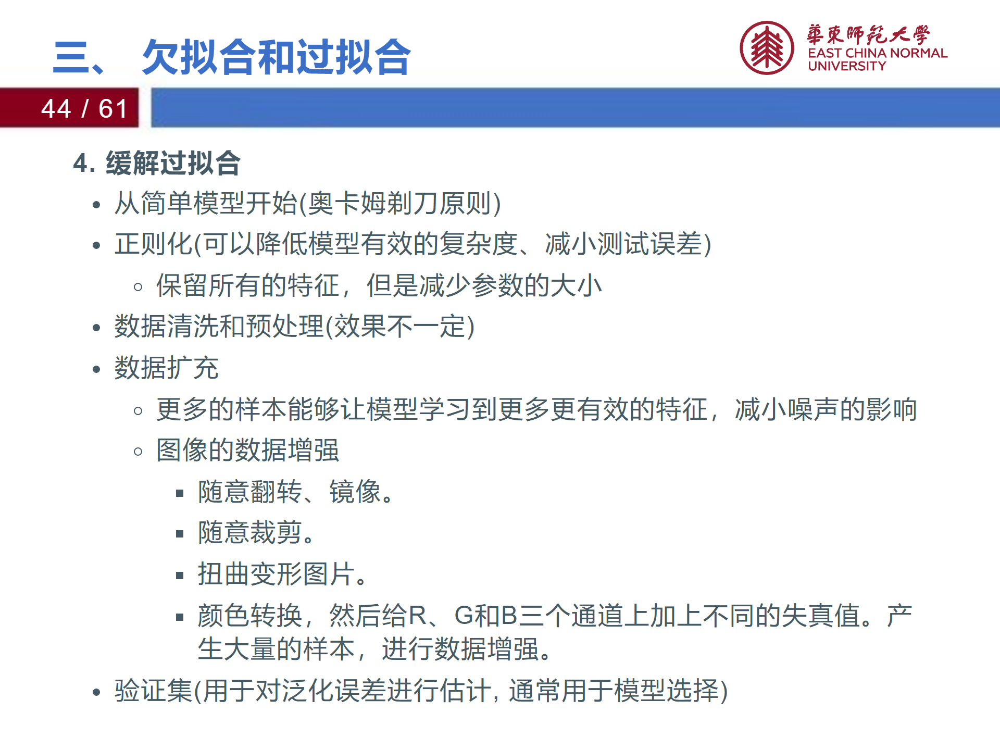 三、 欠拟合和过拟合
華東師範大學
EAST CHINA NORMAL
UNIVERSITY
44 / 61
4. 缓解过拟合
• 从简单模型开始(奥卡姆剃刀原则)
• 正则化(可以降低模型有效的复杂度、减小测试误差)
◦ 保留所有的特征，但是减少参数的大小
• 数据清洗和预处理(效果不一定)
• 数据扩充
◦ 更多的样本能够让模型学习到更多更有效的特征，减小噪声的影响
◦ 图像的数据增强
▪ 随意翻转、镜像。
▪ 随意裁剪。
▪ 扭曲变形图片。
▪ 颜色转换，然后给R、G和B三个通道上加上不同的失真值。产
生大量的样本，进行数据增强。
• 验证集(用于对泛化误差进行估计, 通常用于模型选择)